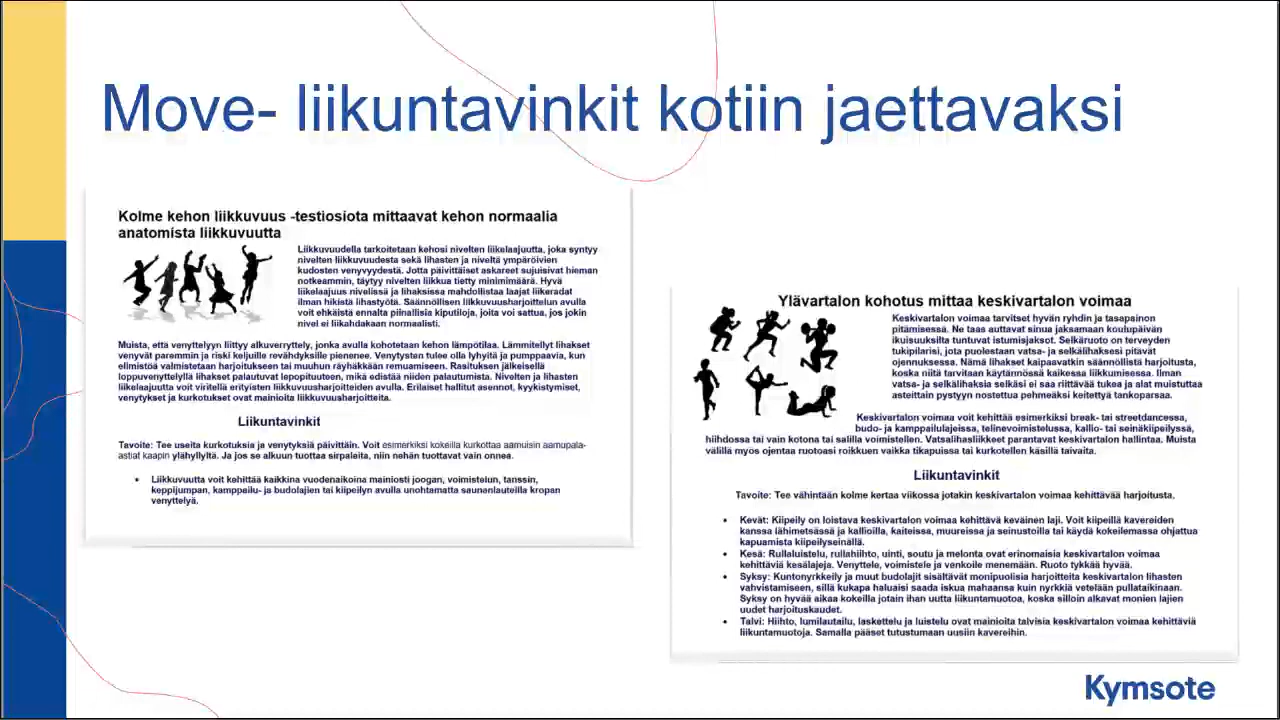 Move- liikuntavinkit kotiin jaettavaksi
Kolme kehon liikkuvuus -testiosiota mittaavat kehon normaalia
anatomista liikkuvuutta
Liikkuvuudella tarkoitetaan kehosi nivelten liikelaajuutta, joka syntyy
nivelten liikkuvuudesta sekä lihasten ja niveltä ympäröivien
kudosten venyvyydestä. Jotta päivittäiset askareet sujuisivat hieman
notkeammin, täytyy nivelten liikkua tietty minimimäärä. Hyvä
liikelaajuus nivelissä ja lihaksissa mahdollistaa laajat liikeradat
ilman hikistä lihastyötä. Säännöllisen liikkuvuusharjoittelun avulla
voit ehkäistä ennalta piinallisia kiputiloja, joita voi sattua, jos jokin
nivel ei liikahdakaan normaalisti.
Muista, että venyttelyyn liittyy alkuverryttely, jonka avulla kohotetaan kehon lämpötilaa. Lämmitellyt lihakset
venyvät paremmin ja riski keljuille revähdyksille pienenee. Venytysten tulee olla lyhyitä ja pumppaavia, kun
elimistöä valmistetaan harjoitukseen tai muuhun räyhäkkään remuamiseen. Rasituksen jälkeisellä
loppuvenyttelyllä lihakset palautuvat lepopituuteen, mikä edistää niiden palautumista. Nivelten ja lihasten
liikelaajuutta voit viritellä erityisten liikkuvuusharjoitteiden avulla. Erilaiset hallitut asennot, kyykistymiset,
venytykset ja kurkotukset ovat mainioita liikkuvuusharjoitteita.
Liikuntavinkit
Tavoite: Tee useita kurkotuksia ja venytyksiä päivittäin. Voit esimerkiksi kokeilla kurkottaa aamuisin aamupala-
astiat kaapin ylähyllyltä. Ja jos se alkuun tuottaa sirpaleita, niin nehän tuottavat vain onnea.
• Liikkuvuutta voit kehittää kaikkina vuodenaikoina mainiosti joogan, voimistelun, tanssin,
keppijumpan, kamppailu- ja budolajien tai kiipeilyn avulla unohtamatta saunanlauteilla kropan
venyttelyä.
Ylävartalon kohotus mittaa keskivartalon voimaa
Keskivartalon voimaa tarvitset hyvän ryhdin ja tasapainon
pitämisessä. Ne taas auttavat sinua jaksamaan koulupäivän
ikuisuuksilta tuntuvat istumisjaksot. Selkäruoto on terveyden
tukipilarisi, jota puolestaan vatsa- ja selkälihaksesi pitävät
ojennuksessa. Nämä lihakset kaipaavatkin säännöllistä harjoitusta,
koska niitä tarvitaan käytännössä kaikessa liikkumisessa. Ilman
vatsa- ja selkälihaksia selkäsi ei saa riittävää tukea ja alat muistuttaa
asteittain pystyyn nostettua pehmeäksi keitettyä tankoparsaa.
Keskivartalon voimaa voit kehittää esimerkiksi break- tai streetdancessa,
budo- ja kamppailulajeissa, telinevoimistelussa, kallio- tai seinäkiipeilyssä,
hiihdossa tai vain kotona tai salilla voimistellen. Vatsalihasliikkeet parantavat keskivartalon hallintaa. Muista
välillä myös ojentaa ruotoasi roikkuen vaikka tikapuissa tai kurkotellen käsillä taivaita.
Liikuntavinkit
Tavoite: Tee vähintään kolme kertaa viikossa jotakin keskivartalon voimaa kehittävää harjoitusta.
• Kevät: Kiipeily on loistava keskivartalon voimaa kehittävä keväinen laji. Voit kiipeillä kavereiden
kanssa lähimetsässä ja kallioilla, kaiteissa, muureissa ja seinustoilla tai käydä kokeilemassa ohjattua
kapuamista kiipeilyseinällä.
• Kesä: Rullaluistelu, rullahiihto, uinti, soutu ja melonta ovat erinomaisia keskivartalon voimaa
kehittäviä kesälajeja. Venyttele, voimistele ja venkoile menemään. Ruoto tykkää hyvää.
• Syksy: Kuntonyrkkeily ja muut budolajit sisältävät monipuolisia harjoitteita keskivartalon lihasten
vahvistamiseen, sillä kukapa haluaisi saada iskua mahaansa kuin nyrkkiä vetelään pullataikinaan.
Syksy on hyvää aikaa kokeilla jotain ihan uutta liikuntamuotoa, koska silloin alkavat monien lajien
uudet harjoituskaudet.
• Talvi: Hiihto, lumilautailu, laskettelu ja luistelu ovat mainioita talvisia keskivartalon voimaa kehittäviä
liikuntamuotoja. Samalla pääset tutustumaan uusiin kavereihin.
Kymsote